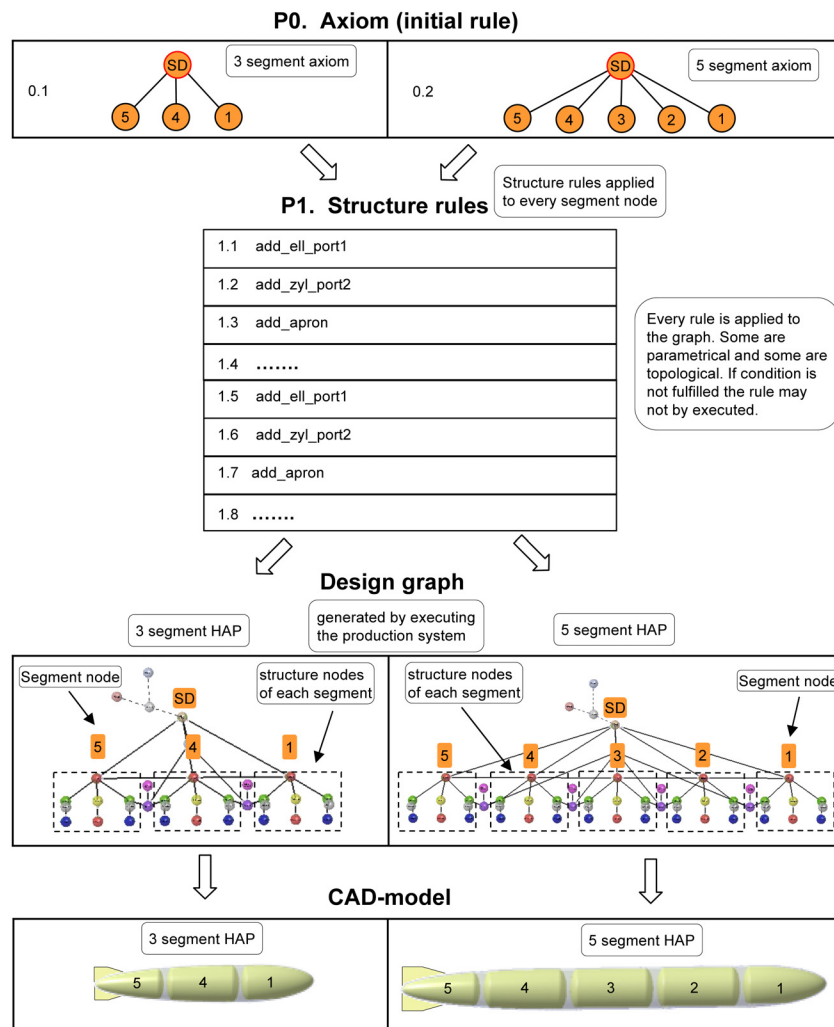 P0. Axiom (initial rule)
0.1
SD
3 segment axiom
5 4 1
0.2
SD
5 segment axiom
5 4 3 2 1
Structure rules applied
to every segment node
P1. Structure rules
1.1 add_ell_port1
1.2 add_zyl_port2
1.3 add_apron
1.4 .......
1.5 add_ell_port1
1.6 add_zyl_port2
1.7 add_apron
1.8 .......
Every rule is applied to
the graph. Some are
parametrical and some are
topological. If condition is
not fulfilled the rule may
not by executed.
Design graph
generated by executing
the production system
3 segment HAP
5 segment HAP
Segment node
structure nodes
of each segment
SD
5 4 1
structure nodes
of each segment
Segment node
SD
5 4 3 2 1
CAD-model
3 segment HAP
5 4 1
5 segment HAP
5 4 3 2 1